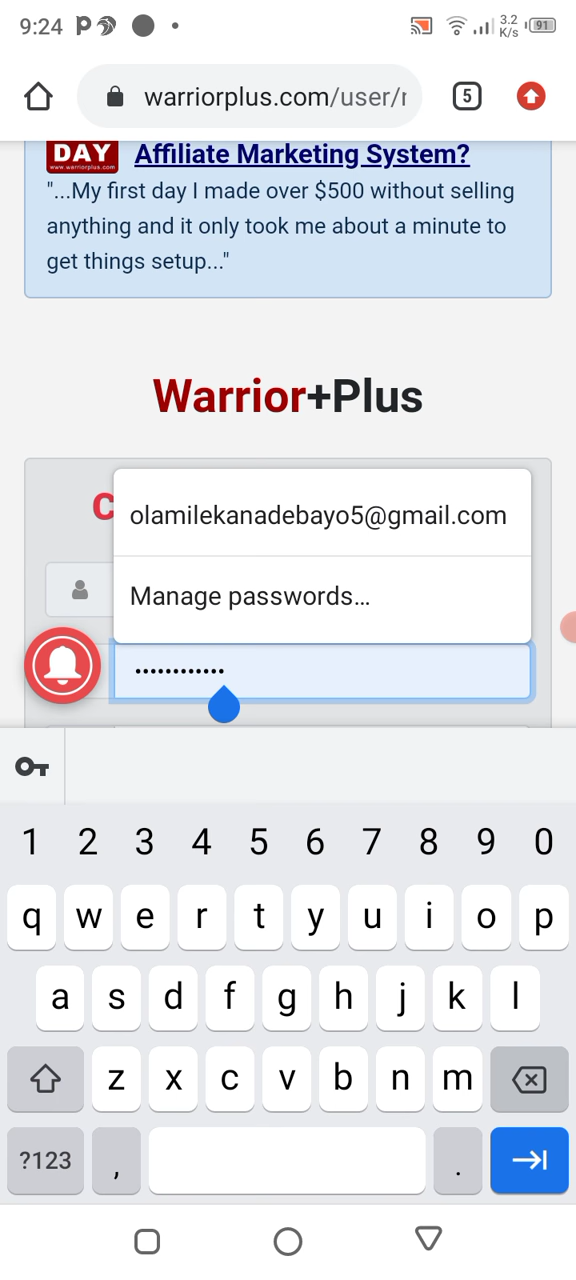 9:24
3.2
K/s
91
warriorplus.com/user/r
5
DAY
www.warriorplus.com
Affiliate Marketing System?
"...My first day I made over $500 without selling
anything and it only took me about a minute to
get things setup..."
Warrior+Plus
C
olamilekanadebayo5@gmail.com
Manage passwords...
••••••••••••
1 2 3 4 5 6 7 8 9 0
q w e r t y u i o p
a s d f g h j k l
z x c v b n m
?123 , .